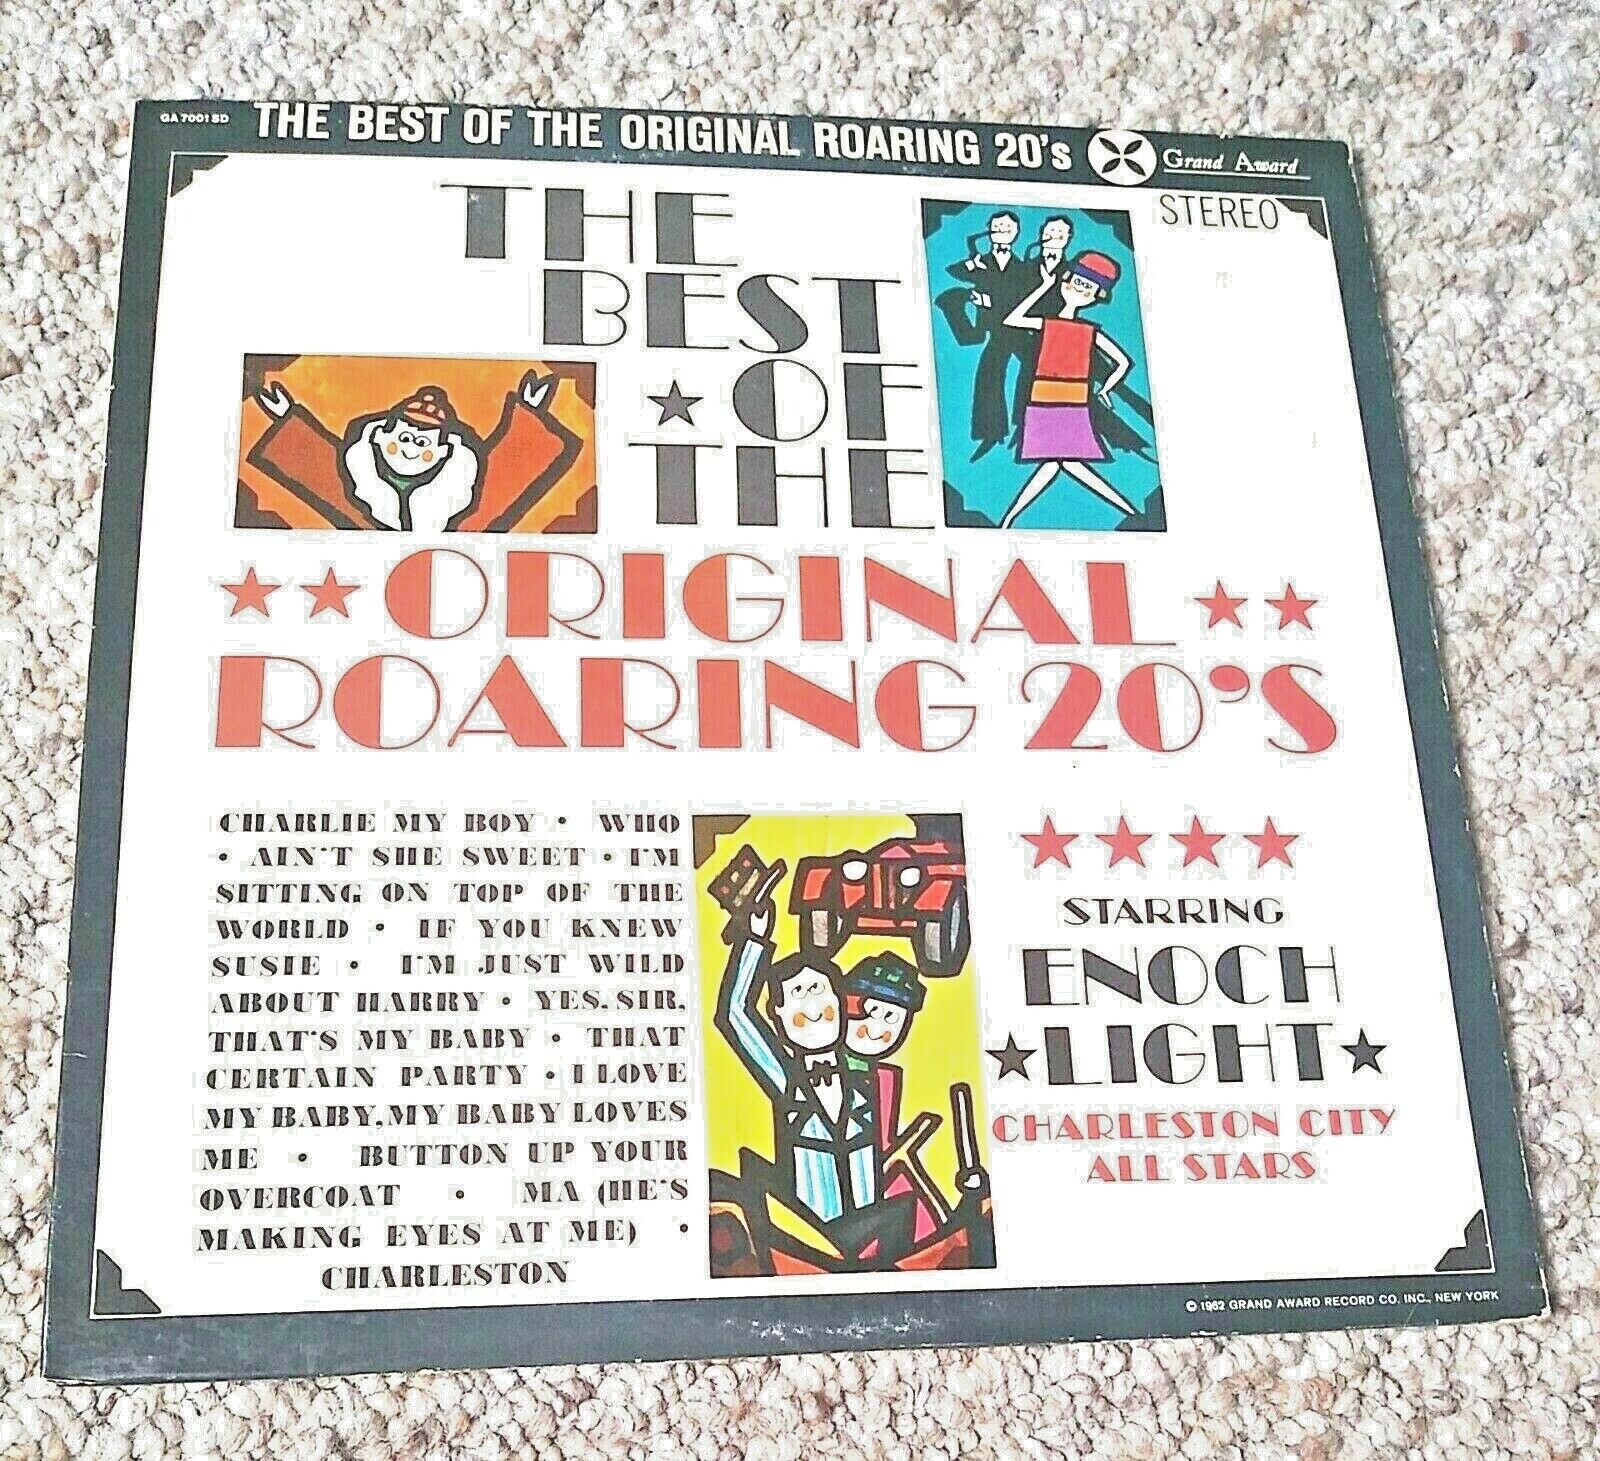 GA 7001 SD THE BEST OF THE ORIGINAL ROARING 20's Grand Award
STEREO
THE
BEST
★ OF
THE
★★ ORIGINAL ★★
ROARING 20'S
CHARLIE MY BOY • WHO
• AIN'T SHE SWEET • I'M
SITTING ON TOP OF THE
WORLD • IF YOU KNEW
SUSIE • I'M JUST WILD
ABOUT HARRY • YES, SIR,
THAT'S MY BABY • THAT
CERTAIN PARTY • I LOVE
MY BABY, MY BABY LOVES
ME • BUTTON UP YOUR
OVERCOAT • MA (HE'S
MAKING EYES AT ME) •
CHARLESTON
★★★★
STARRING
ENOCH
★LIGHT★
CHARLESTON CITY
ALL STARS
© 1962 GRAND AWARD RECORD CO. INC., NEW YORK